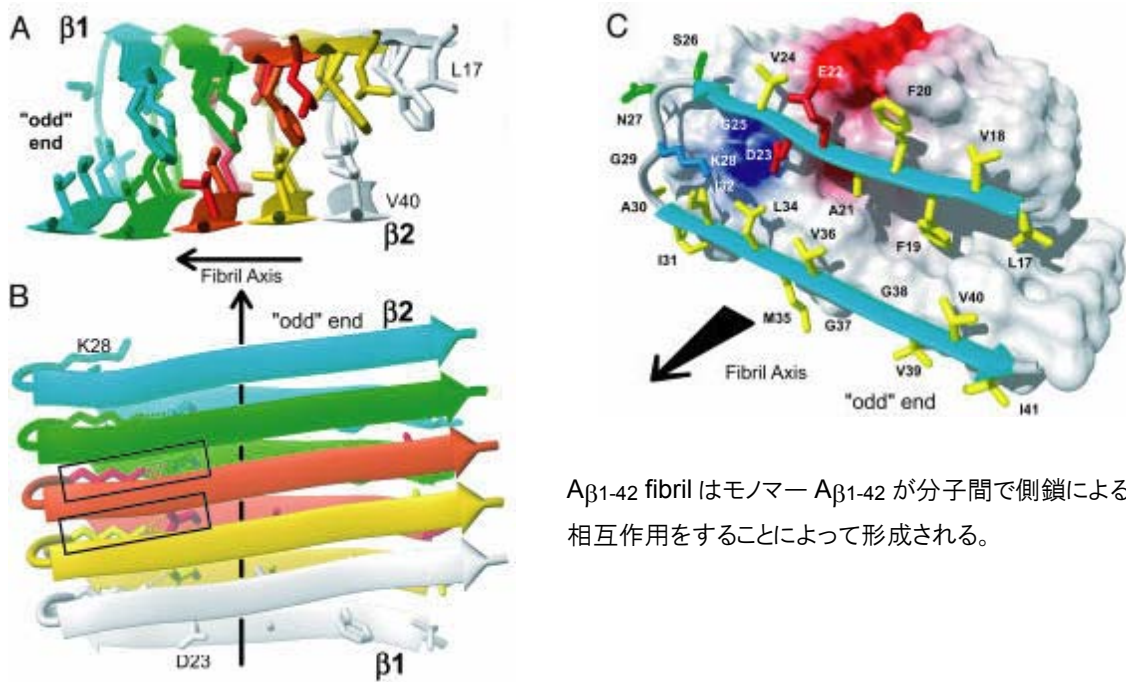 A
β1
L17
"odd"
end
V40
β2
Fibril Axis
B
"odd" end
β2
K28
D23
β1
C
S26
V24
E22
F20
N27
G25
V18
G29
K28
D23
I32
A30
L34
A21
I31
V36
F19
L17
M35
G38
G37
V40
Fibril Axis
V39
"odd" end
I41
Aβ1-42 fibril はモノマー Aβ1-42 が分子間で側鎖による
相互作用をすることによって形成される。